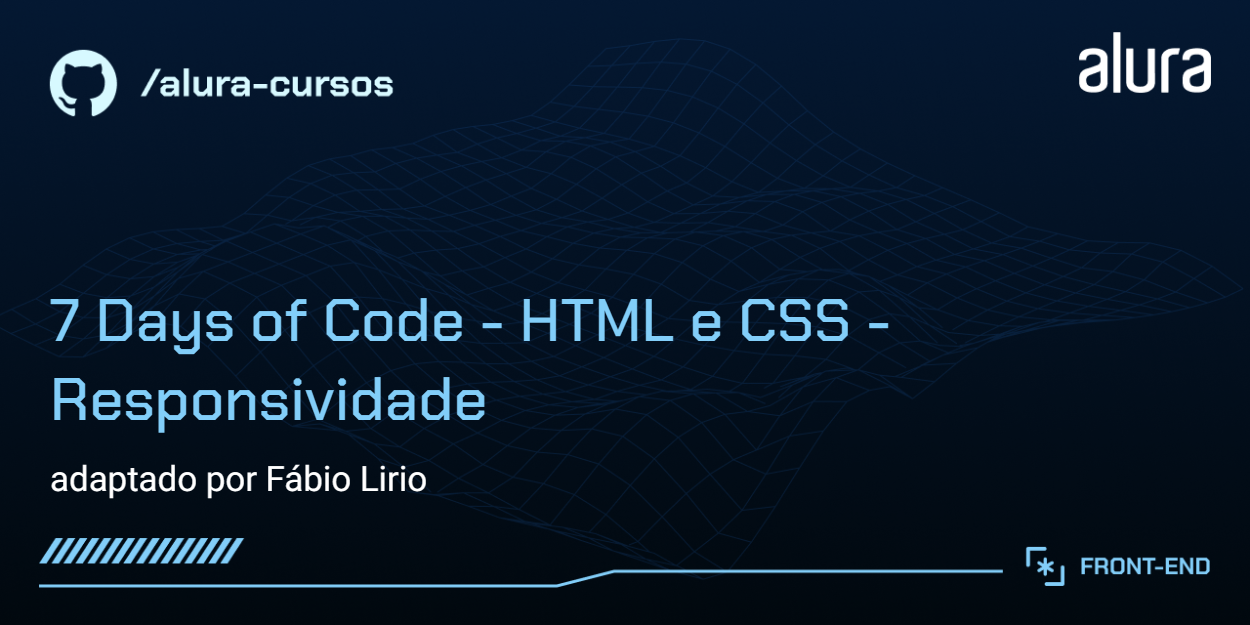 /alura-cursos
alura
7 Days of Code - HTML e CSS -
Responsividade
adaptado por Fábio Lirio
FRONT-END